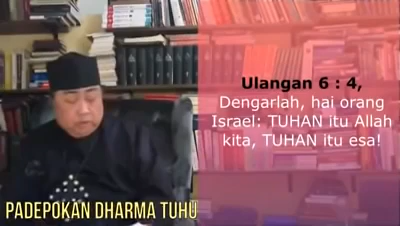 Ulangan 6 : 4,
Dengarlah, hai orang
Israel: TUHAN itu Allah
kita, TUHAN itu esa!
PADEPOKAN DHARMA TUHU